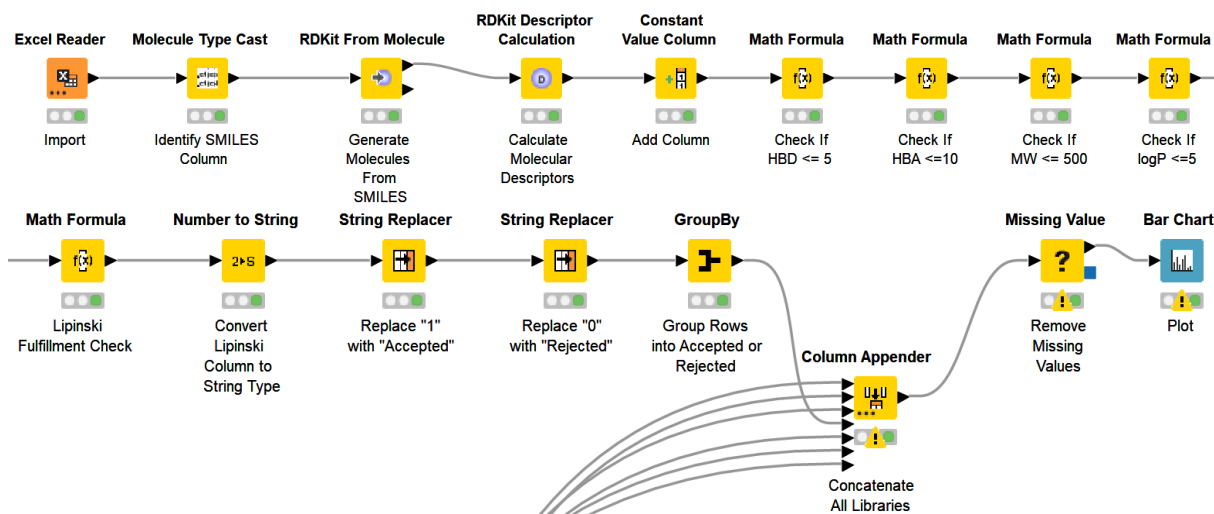 Excel Reader
Import
Molecule Type Cast
Identify SMILES
Column
RDKit From Molecule
Generate
Molecules
From
SMILES
RDKit Descriptor
Calculation
D
Calculate
Molecular
Descriptors
Constant
Value Column
Add Column
Math Formula
f(x)
Check If
HBD <= 5
Math Formula
f(x)
Check If
HBA <=10
Math Formula
f(x)
Check If
MW <= 500
Math Formula
f(x)
Check If
logP <=5
Math Formula
f(x)
Lipinski
Fulfillment Check
Number to String
2▸S
Convert
Lipinski
Column to
String Type
String Replacer
Replace "1"
with "Accepted"
String Replacer
Replace "0"
with "Rejected"
GroupBy
Group Rows
into Accepted or
Rejected
Column Appender
Concatenate
All Libraries
Missing Value
?
Remove
Missing
Values
Bar Chart
Plot